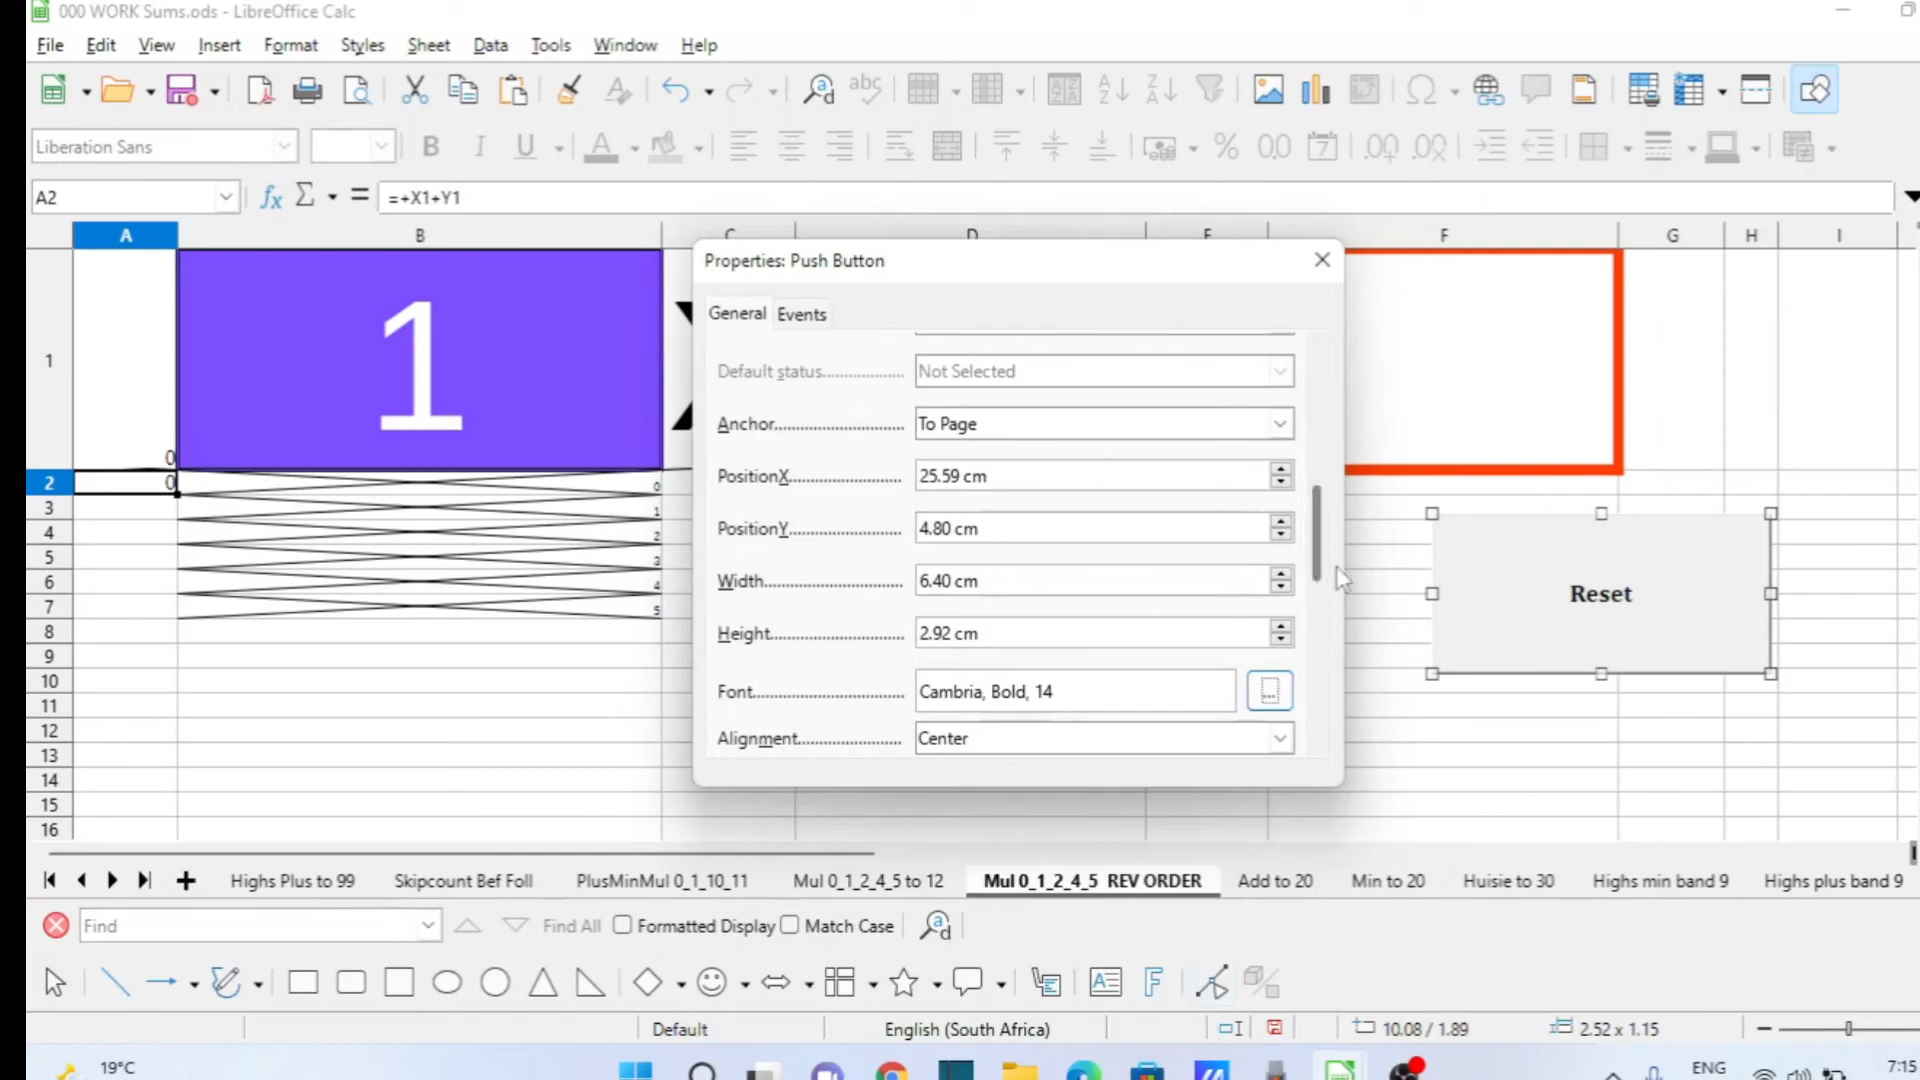 000 WORK Sums.ods - LibreOffice Calc
File Edit View Insert Format Styles Sheet Data Tools Window Help
Liberation Sans
A2 =+X1+Y1
A B C D E F G H I
Properties: Push Button
General Events
1
1
0
2 0 0
3 1
4 2
5 3
6 4
7 5
8
9
10
11
12
13
14
15
16
Default status.................... Not Selected
Anchor.............................. To Page
PositionX........................... 25.59 cm
PositionY........................... 4.80 cm
Width................................ 6.40 cm
Height............................... 2.92 cm
Font................................... Cambria, Bold, 14
Alignment........................ Center
Reset
Highs Plus to 99 Skipcount Bef Foll PlusMinMul 0_1_10_11 Mul 0_1_2_4_5 to 12 Mul 0_1_2_4_5 REV ORDER Add to 20 Min to 20 Huisie to 30 Highs min band 9 Highs plus band 9
Find Find All Formatted Display Match Case
Default English (South Africa) 10.08 / 1.89 2.52 x 1.15
19°C ENG 7:15